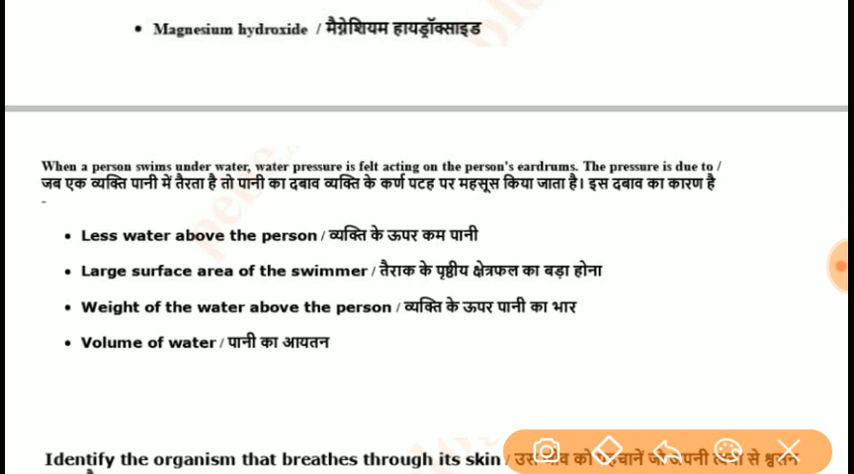 • Magnesium hydroxide / मैग्नेशियम हायड्रॉक्साइड
When a person swims under water, water pressure is felt acting on the person's eardrums. The pressure is due to /
जब एक व्यक्ति पानी में तैरता है तो पानी का दबाव व्यक्ति के कर्ण पटह पर महसूस किया जाता है। इस दबाव का कारण है
-
• Less water above the person / व्यक्ति के ऊपर कम पानी
• Large surface area of the swimmer / तैराक के पृष्ठीय क्षेत्रफल का बड़ा होना
• Weight of the water above the person / व्यक्ति के ऊपर पानी का भार
• Volume of water / पानी का आयतन
Identify the organism that breathes through its skin / को से